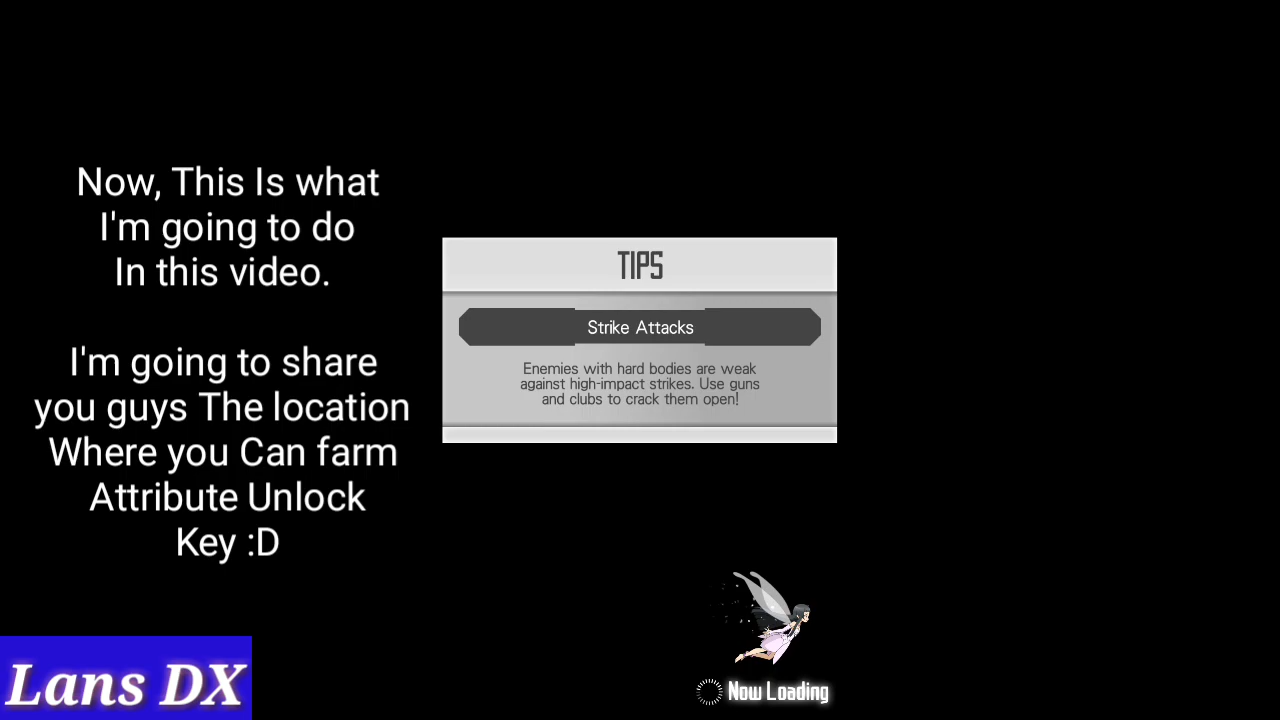 Now, This Is what
I'm going to do
In this video.
I'm going to share
you guys The location
Where you Can farm
Attribute Unlock
Key :D
TIPS
Strike Attacks
Enemies with hard bodies are weak
against high-impact strikes. Use guns
and clubs to crack them open!
Now Loading
Lans DX